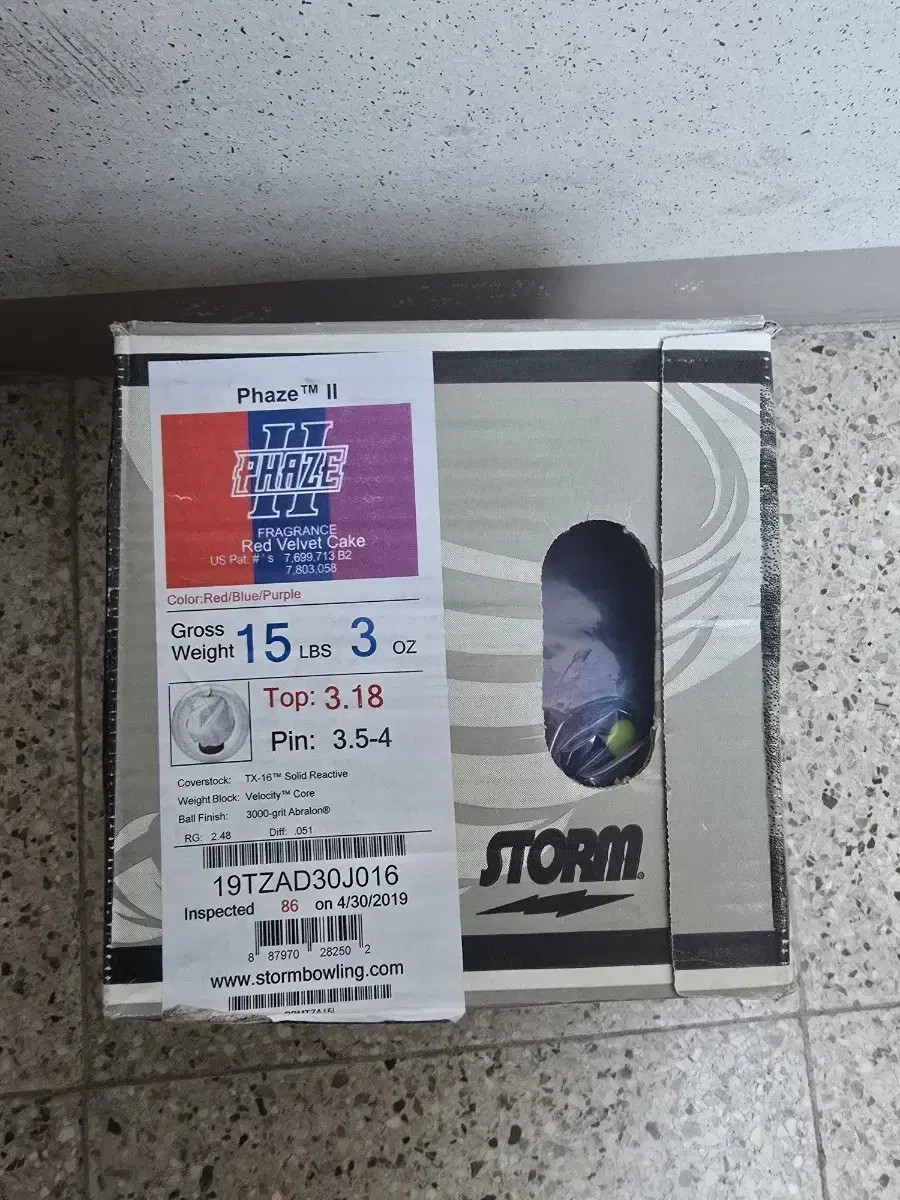 Phaze™ II
II
PHAZE
FRAGRANCE
Red Velvet Cake
US Pat. #'s 7,699,713 B2
7,803,058
Color:Red/Blue/Purple
Gross Weight 15 LBS 3 OZ
Top: 3.18
Pin: 3.5-4
Coverstock: TX-16™ Solid Reactive
Weight Block: Velocity™ Core
Ball Finish: 3000-grit Abralon®
RG: 2.48 Diff: .051
19TZAD30J016
Inspected 86 on 4/30/2019
8 87970 28250 2
www.stormbowling.com
STORM®